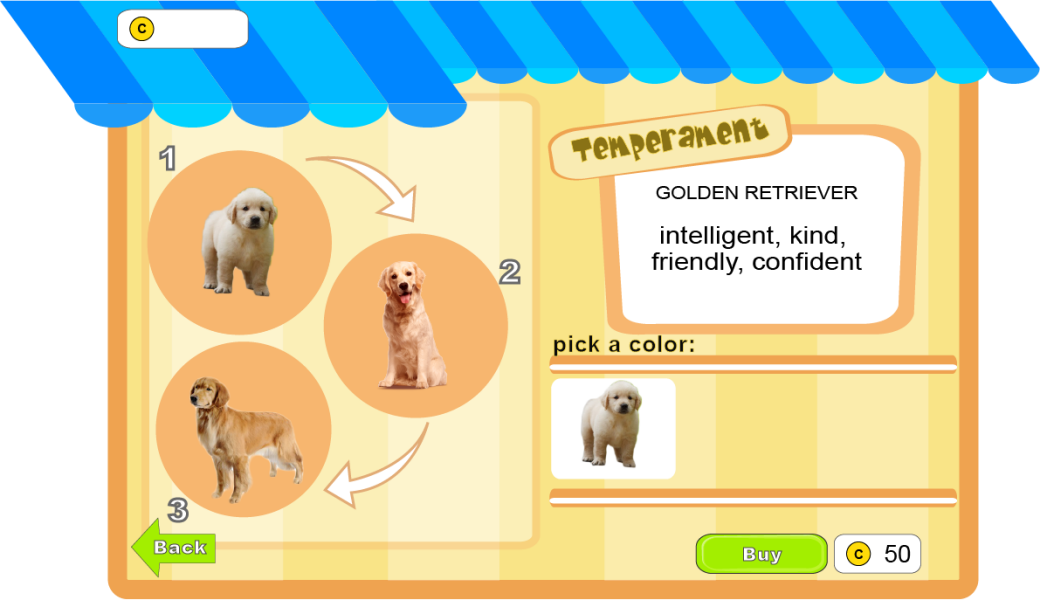 C
1
2
3
Back
Temperament
GOLDEN RETRIEVER
intelligent, kind,
friendly, confident
pick a color:
Buy
C 50